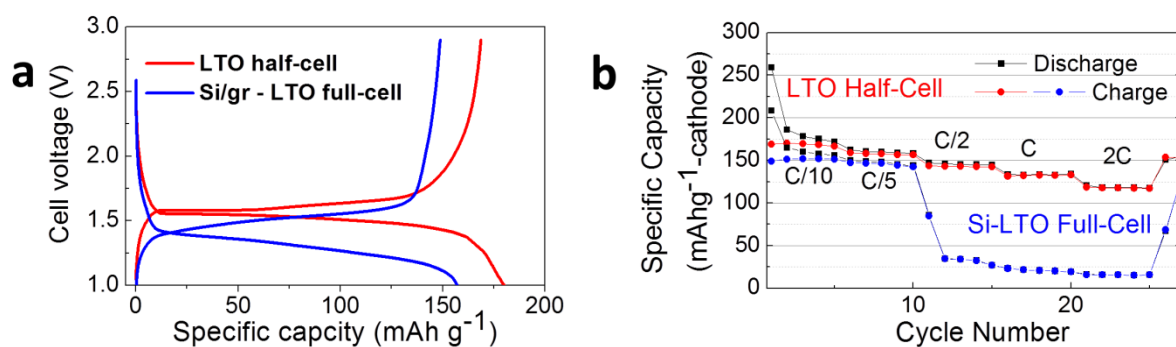 a
Cell voltage (V)
3.0
2.5
2.0
1.5
1.0
LTO half-cell
Si/gr - LTO full-cell
0
50
100
150
200
Specific capcity (mAh g⁻¹)
b
Specific Capacity
(mAhg⁻¹-cathode)
300
250
200
150
100
50
0
Discharge
Charge
LTO Half-Cell
C/10
C/5
C/2
C
2C
Si-LTO Full-Cell
10
20
Cycle Number